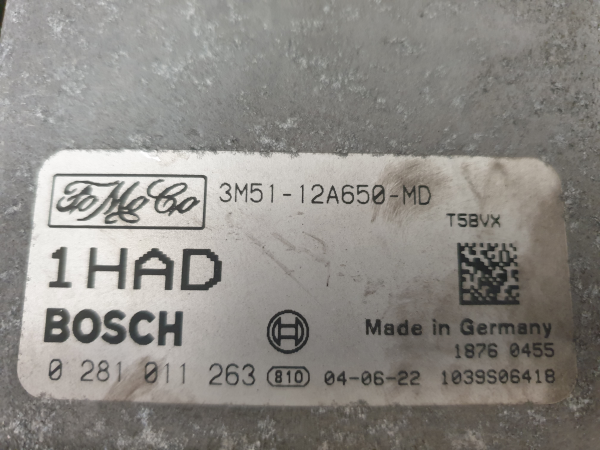 FoMoCo 3M51-12A650-MD
T5BVX
1HAD
BOSCH
Made in Germany
1876 0455
0 281 011 263 810 04-06-22 1039S06418